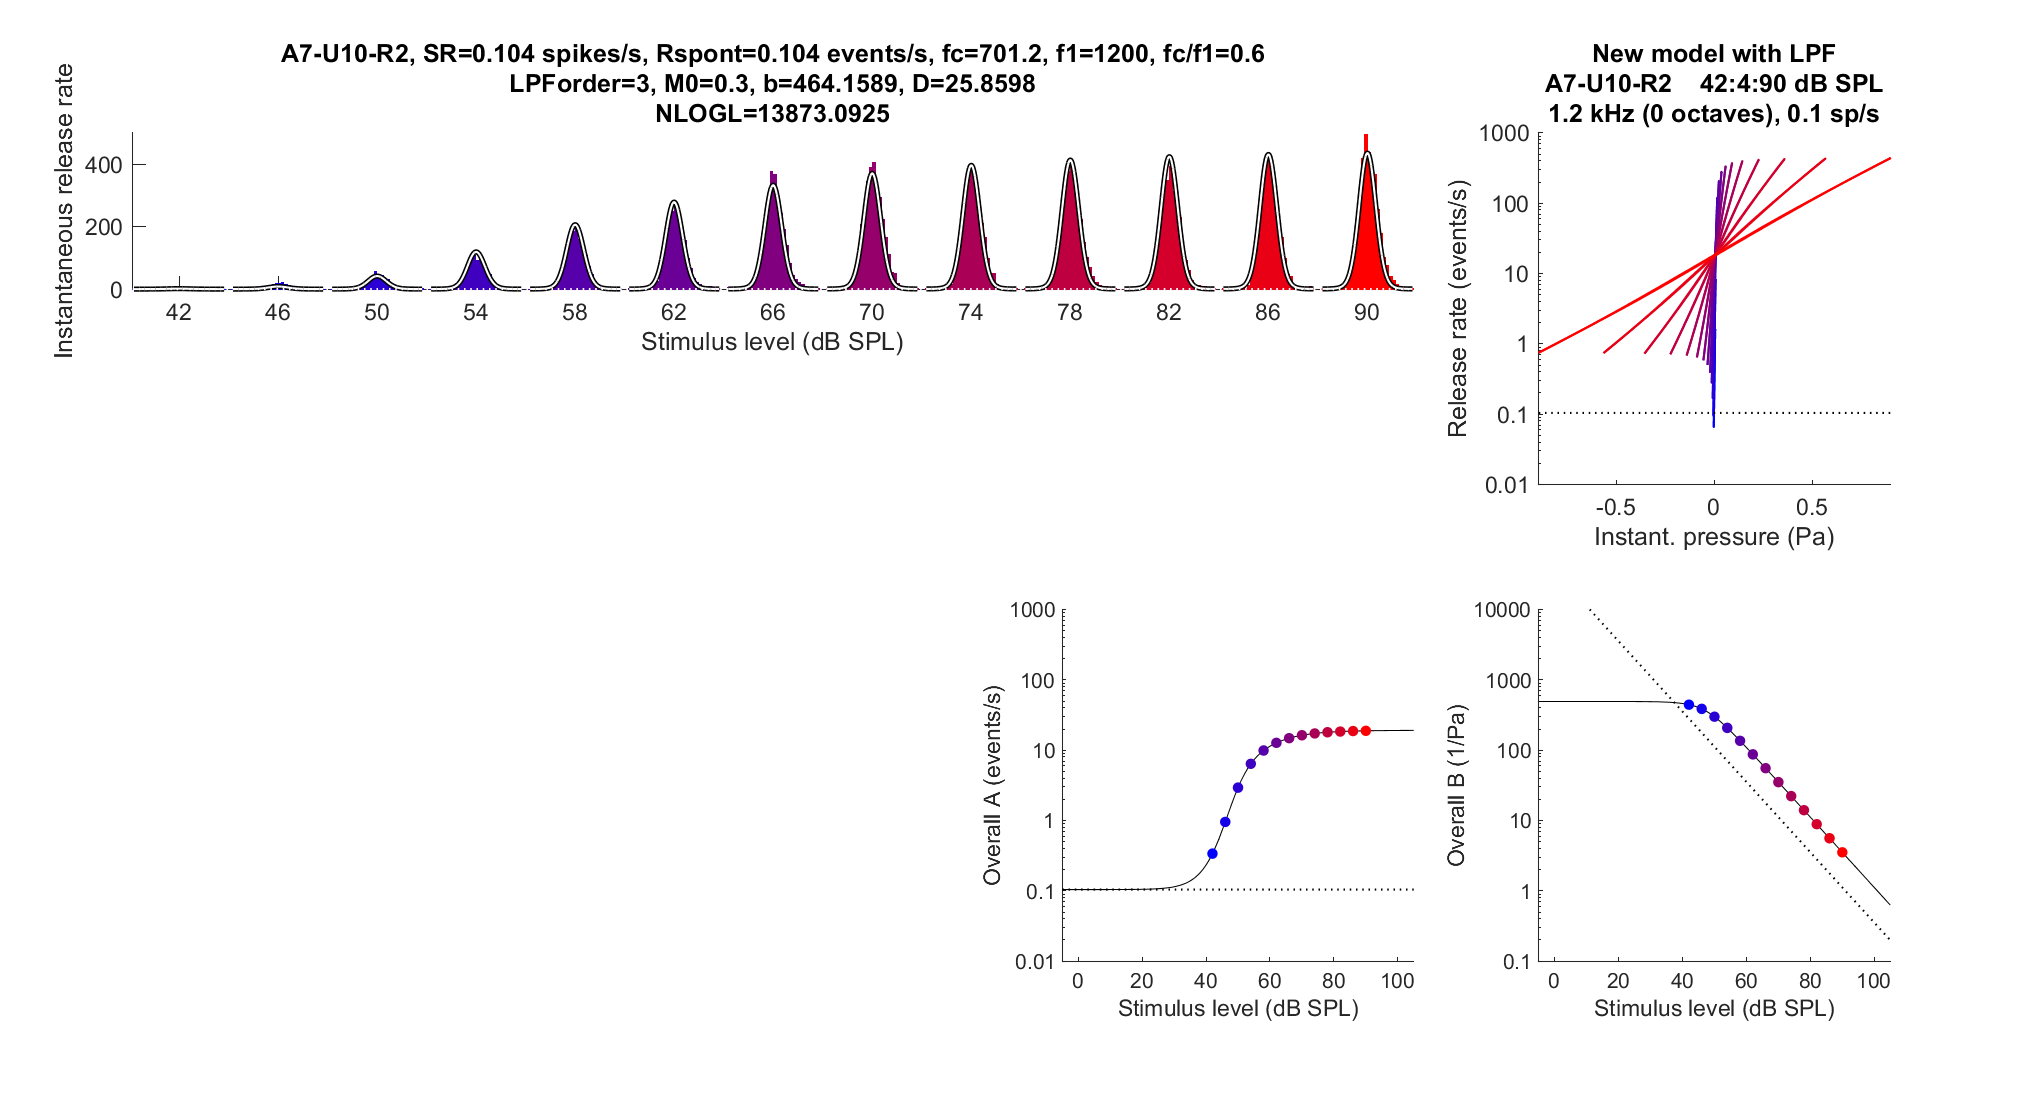 A7-U10-R2, SR=0.104 spikes/s, Rspont=0.104 events/s, fc=701.2, f1=1200, fc/f1=0.6
LPForder=3, M0=0.3, b=464.1589, D=25.8598
NLOGL=13873.0925
Instantaneous release rate
400
200
0
42 46 50 54 58 62 66 70 74 78 82 86 90
Stimulus level (dB SPL)
New model with LPF
A7-U10-R2 42:4:90 dB SPL
1.2 kHz (0 octaves), 0.1 sp/s
Release rate (events/s)
1000
100
10
1
0.1
0.01
-0.5 0 0.5
Instant. pressure (Pa)
Overall A (events/s)
1000
100
10
1
0.1
0.01
0 20 40 60 80 100
Stimulus level (dB SPL)
Overall B (1/Pa)
10000
1000
100
10
1
0.1
0 20 40 60 80 100
Stimulus level (dB SPL)